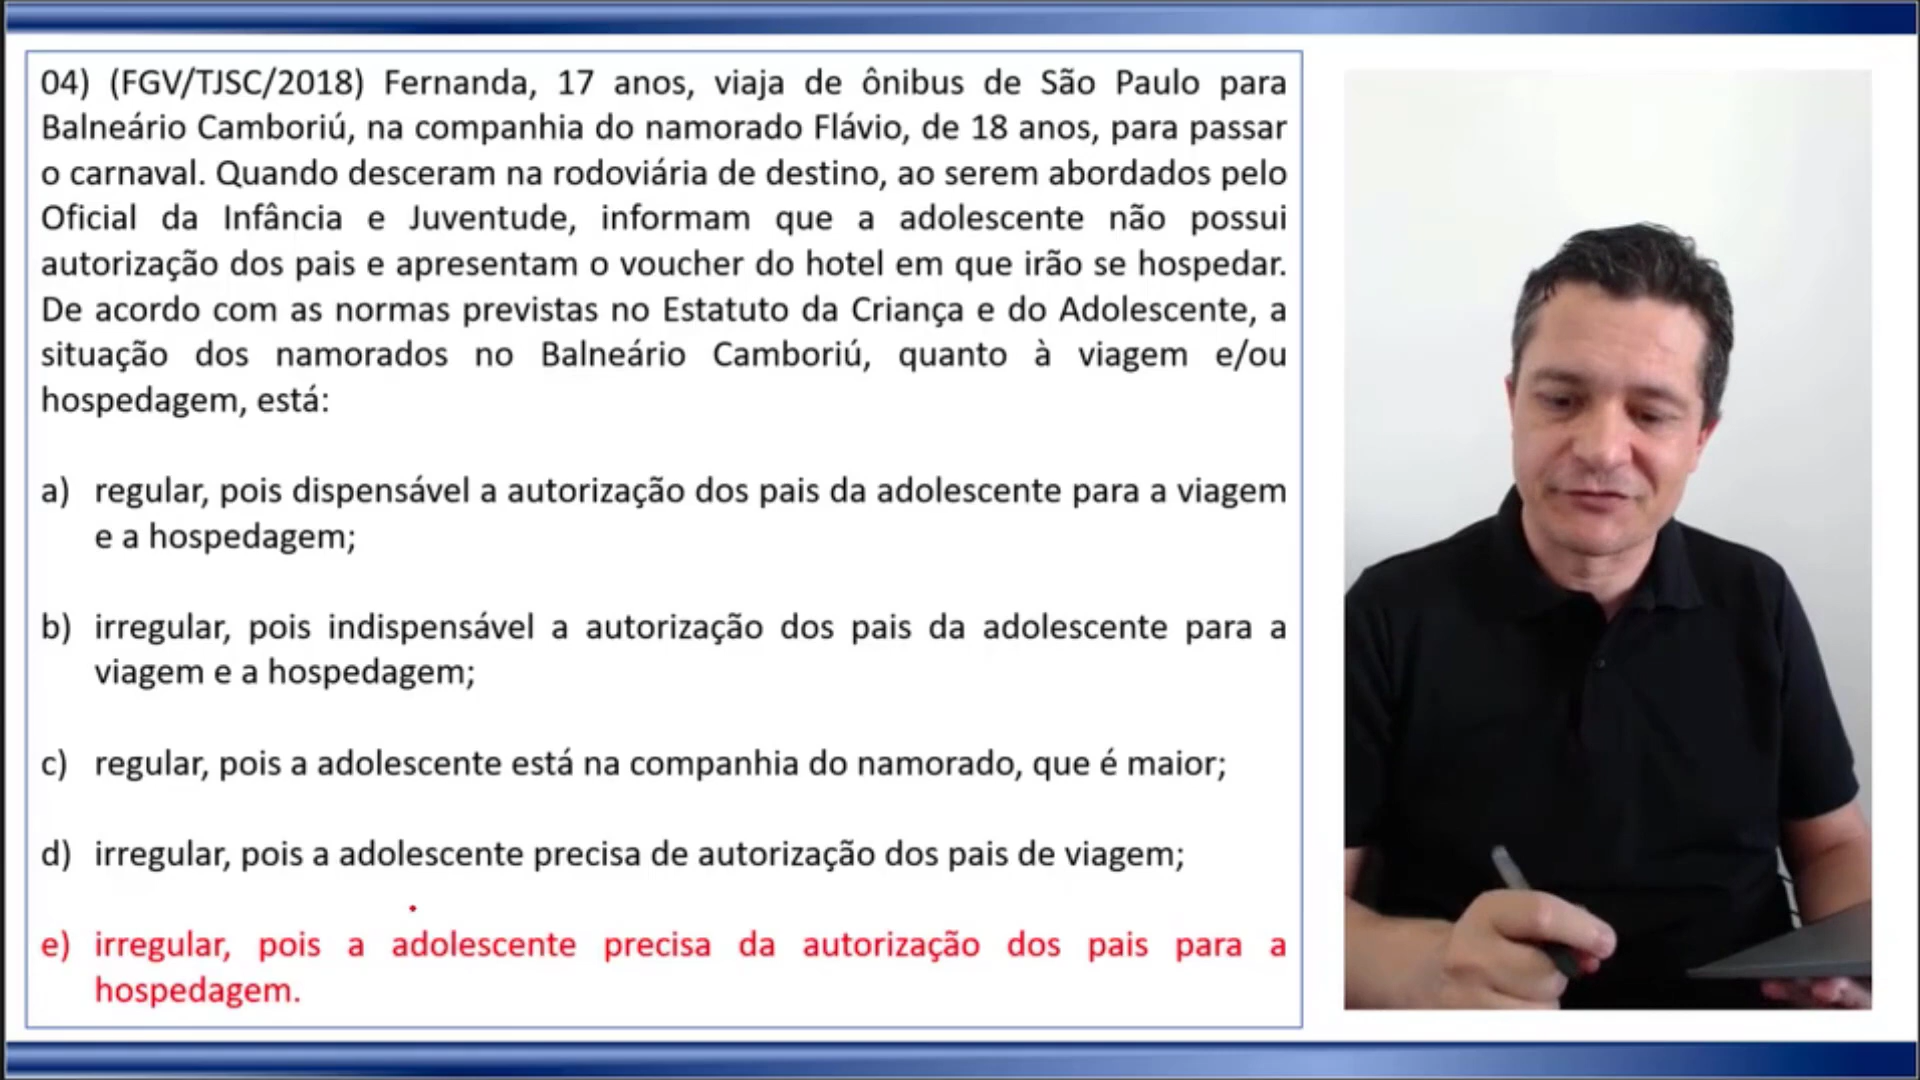 04) (FGV/TJSC/2018) Fernanda, 17 anos, viaja de ônibus de São Paulo para
Balneário Camboriú, na companhia do namorado Flávio, de 18 anos, para passar
o carnaval. Quando desceram na rodoviária de destino, ao serem abordados pelo
Oficial da Infância e Juventude, informam que a adolescente não possui
autorização dos pais e apresentam o voucher do hotel em que irão se hospedar.
De acordo com as normas previstas no Estatuto da Criança e do Adolescente, a
situação dos namorados no Balneário Camboriú, quanto à viagem e/ou
hospedagem, está:
a) regular, pois dispensável a autorização dos pais da adolescente para a viagem
e a hospedagem;
b) irregular, pois indispensável a autorização dos pais da adolescente para a
viagem e a hospedagem;
c) regular, pois a adolescente está na companhia do namorado, que é maior;
d) irregular, pois a adolescente precisa de autorização dos pais de viagem;
e) irregular, pois a adolescente precisa da autorização dos pais para a
hospedagem.